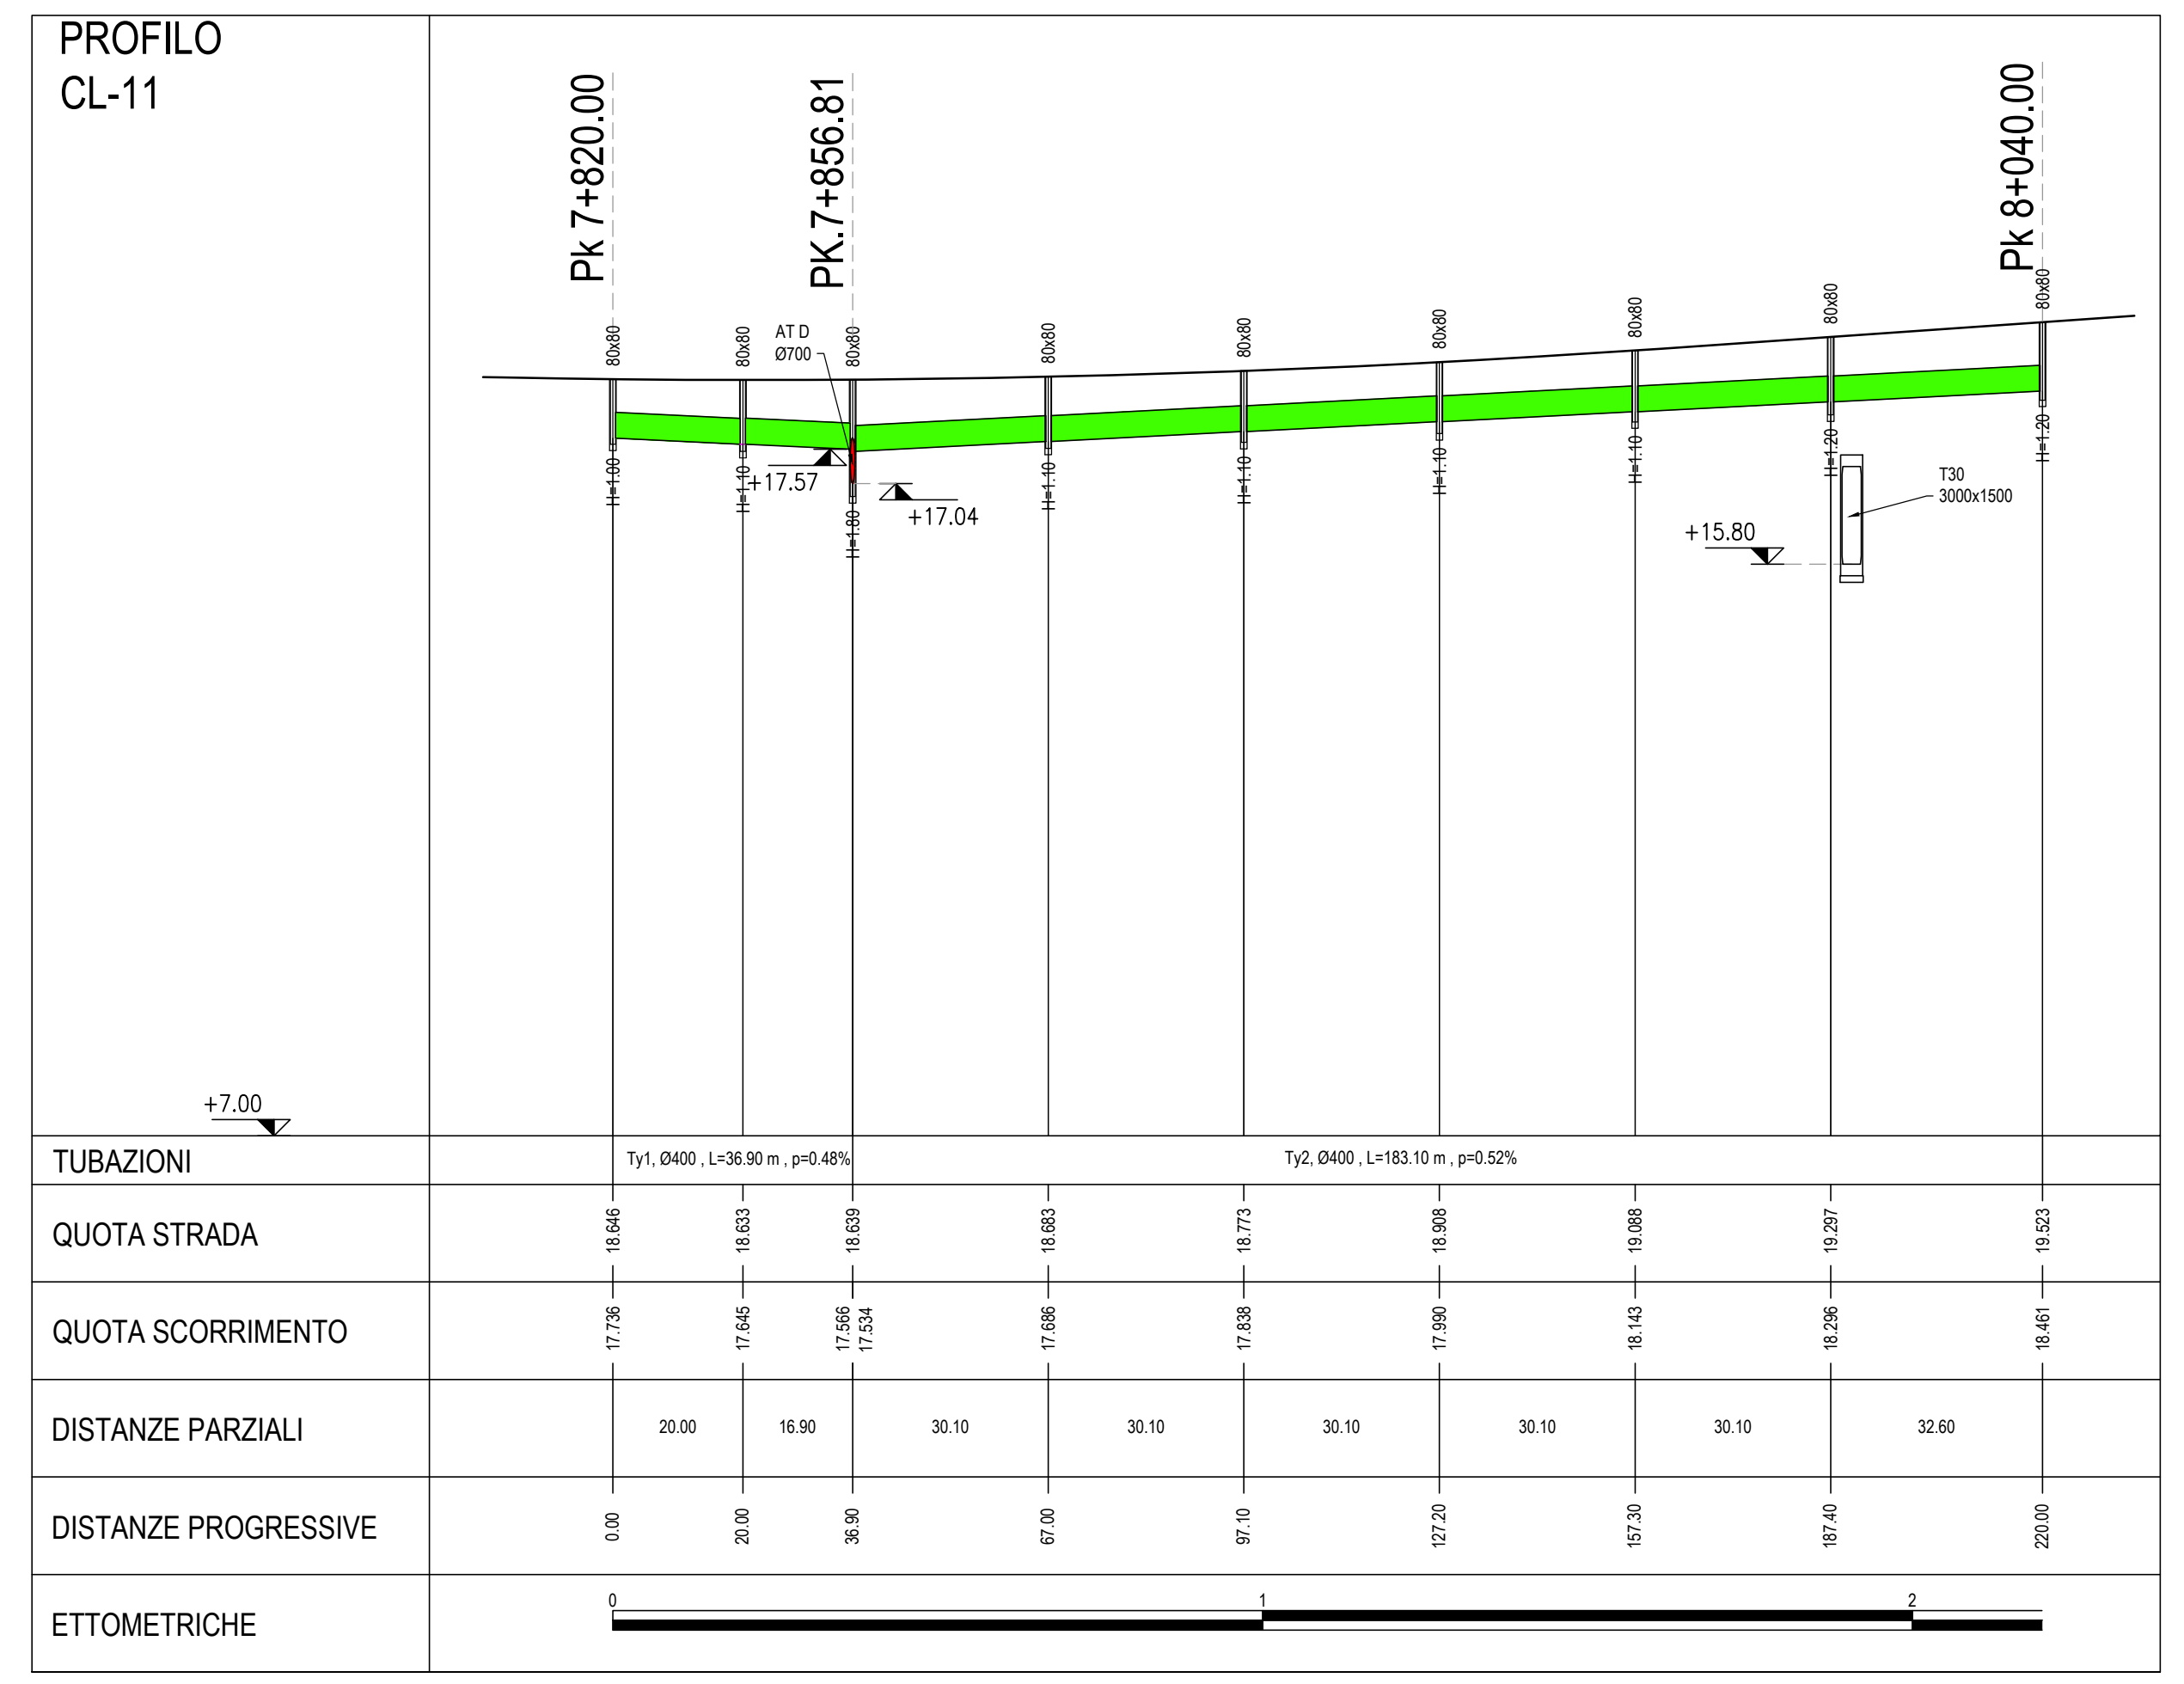 PROFILO
CL-11
Pk 7+820.00
PK.7+856.81
Pk 8+040.00
80x80
80x80
80x80
80x80
80x80
80x80
80x80
80x80
80x80
AT D
Ø700
H=1.00
H=1.10
H=1.80
H=1.10
H=1.10
H=1.10
H=1.10
H=1.20
H=1.20
+17.57
+17.04
+15.80
T30
3000x1500
+7.00
TUBAZIONI
Ty1, Ø400 , L=36.90 m , p=0.48%
Ty2, Ø400 , L=183.10 m , p=0.52%
QUOTA STRADA
18.646
18.633
18.639
18.683
18.773
18.908
19.088
19.297
19.523
QUOTA SCORRIMENTO
17.736
17.645
17.566
17.534
17.686
17.838
17.990
18.143
18.296
18.461
DISTANZE PARZIALI
20.00
16.90
30.10
30.10
30.10
30.10
30.10
32.60
DISTANZE PROGRESSIVE
0.00
20.00
36.90
67.00
97.10
127.20
157.30
187.40
220.00
ETTOMETRICHE
0
1
2